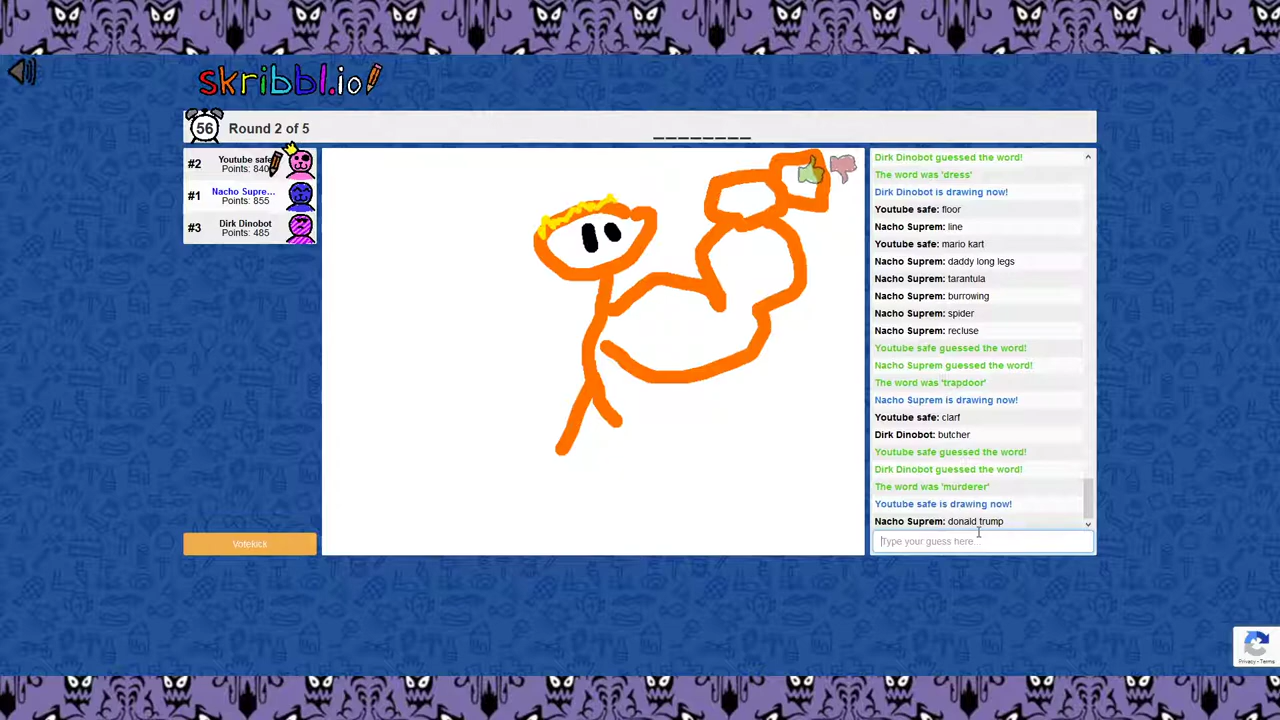 skribbl.io
56
Round 2 of 5
________
#2
Youtube safe
Points: 840
#1
Nacho Supre...
Points: 855
#3
Dirk Dinobot
Points: 485
Votekick
Dirk Dinobot guessed the word!
The word was 'dress'
Dirk Dinobot is drawing now!
Youtube safe: floor
Nacho Suprem: line
Youtube safe: mario kart
Nacho Suprem: daddy long legs
Nacho Suprem: tarantula
Nacho Suprem: burrowing
Nacho Suprem: spider
Nacho Suprem: recluse
Youtube safe guessed the word!
Nacho Suprem guessed the word!
The word was 'trapdoor'
Nacho Suprem is drawing now!
Youtube safe: clarf
Dirk Dinobot: butcher
Youtube safe guessed the word!
Dirk Dinobot guessed the word!
The word was 'murderer'
Youtube safe is drawing now!
Nacho Suprem: donald trump
Type your guess here...
Privacy - Terms